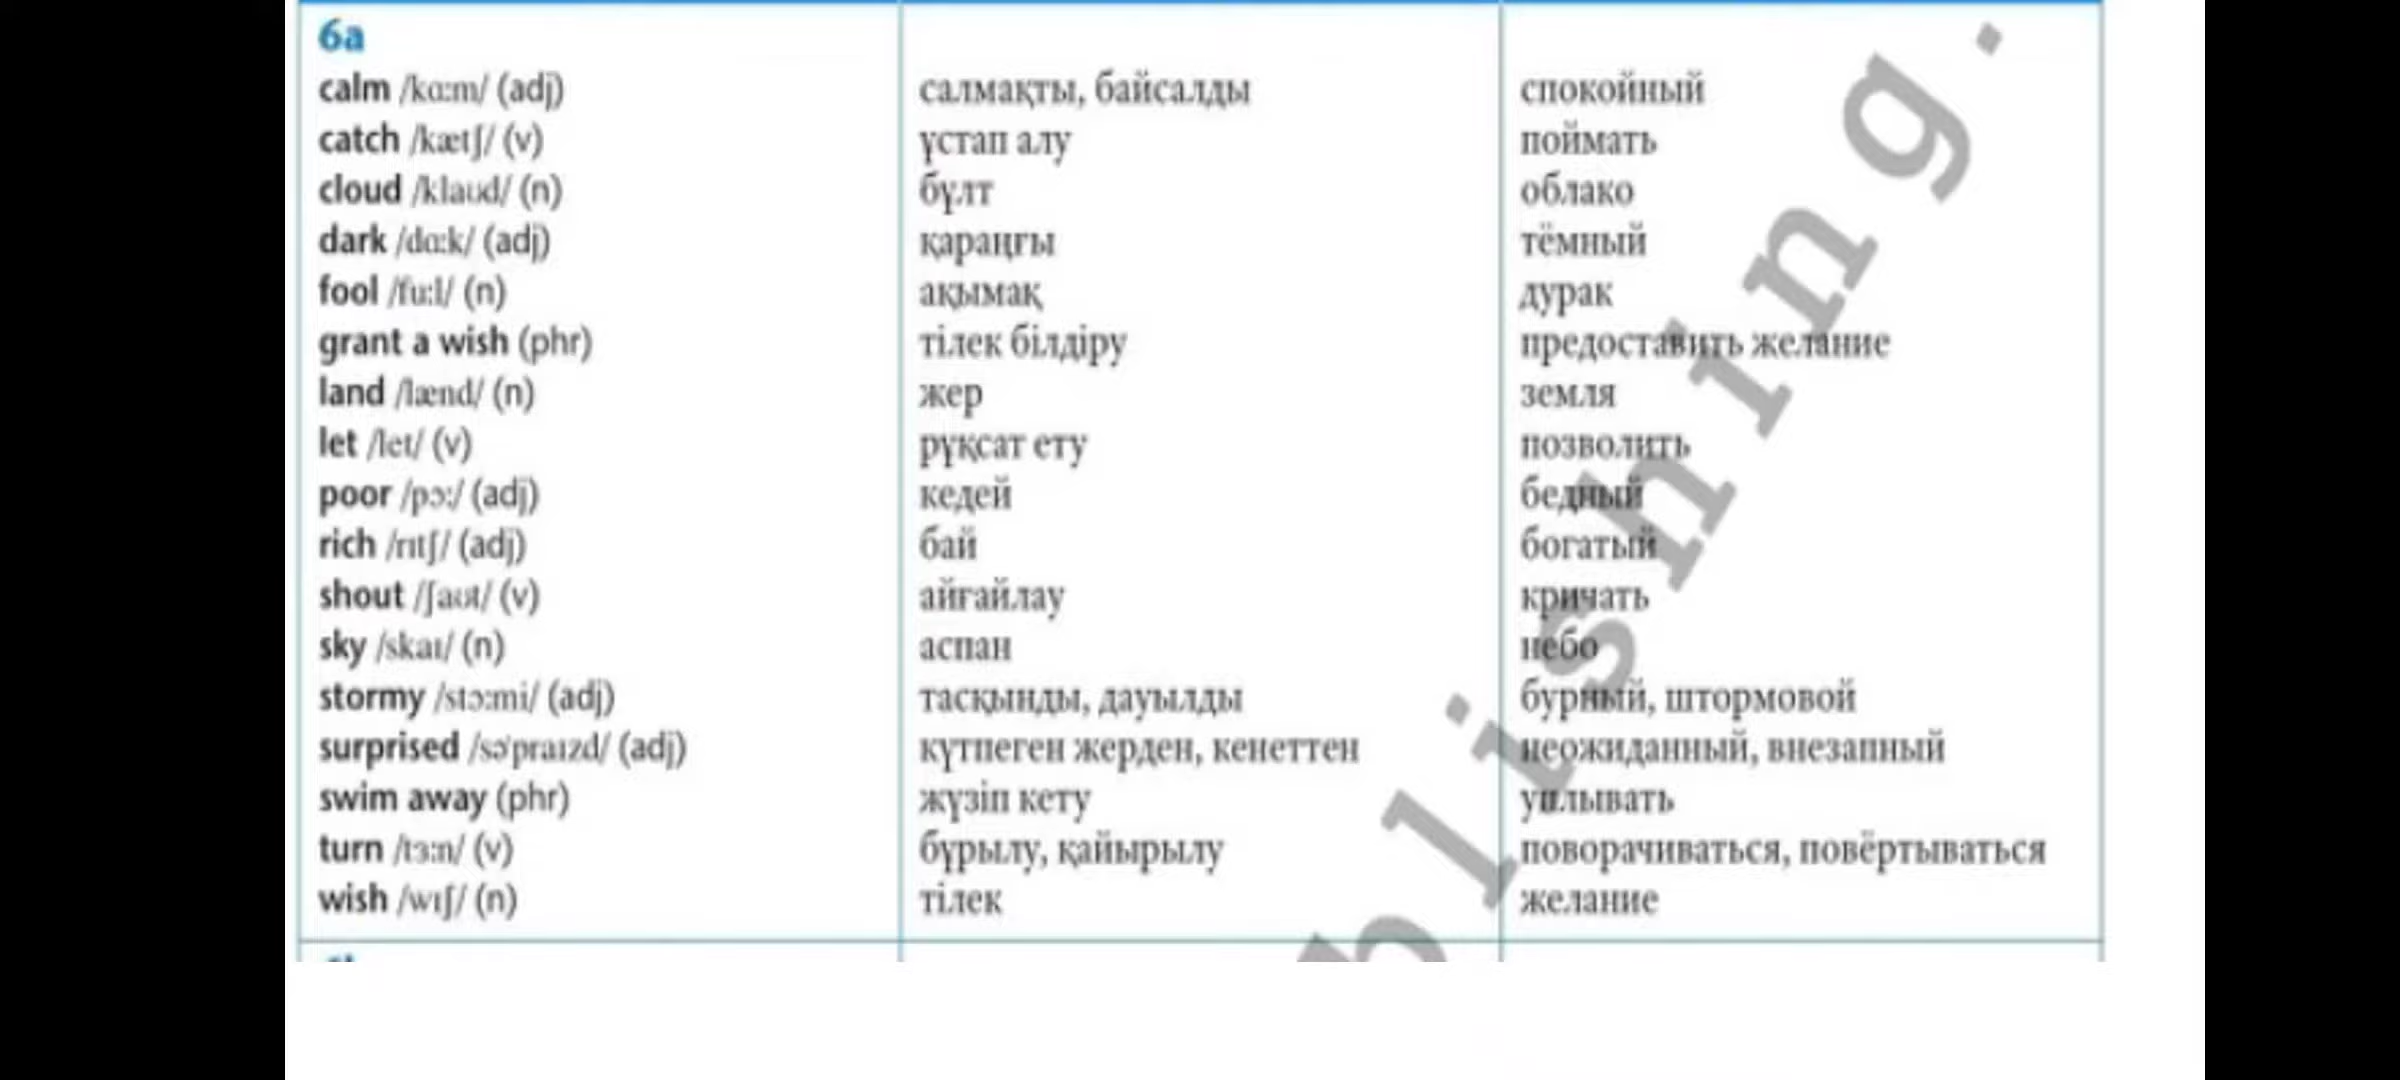 6a
calm /kɑːm/ (adj) салмақты, байсалды спокойный
catch /kætʃ/ (v) ұстап алу поймать
cloud /klaʊd/ (n) бұлт облако
dark /dɑːk/ (adj) қараңғы тёмный
fool /fuːl/ (n) ақымақ дурак
grant a wish (phr) тілек білдіру предоставить желание
land /lænd/ (n) жер земля
let /let/ (v) рұқсат ету позволить
poor /pɔː/ (adj) кедей бедный
rich /rɪtʃ/ (adj) бай богатый
shout /ʃaʊt/ (v) айғайлау кричать
sky /skaɪ/ (n) аспан небо
stormy /stɔːmi/ (adj) тасқынды, дауылды бурный, штормовой
surprised /səˈpraɪzd/ (adj) күтпеген жерден, кенеттен неожиданный, внезапный
swim away (phr) жүзіп кету уплывать
turn /tɜːn/ (v) бұрылу, қайырылу поворачиваться, повёртываться
wish /wɪʃ/ (n) тілек желание
blishing.